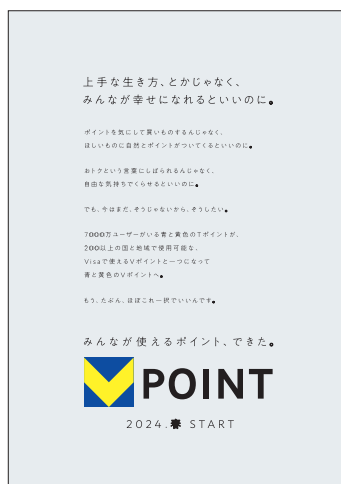 上手な生き方、とかじゃなく、
みんなが幸せになれるといいのに。
ポイントを気にして買いものするんじゃなく、
ほしいものに自然とポイントがついてくるといいのに。
おトクという言葉にしばられるんじゃなく、
自由な気持ちでくらせるといいのに。
でも、今はまだ、そうじゃないから、そうしたい。
7000万ユーザーがいる青と黄色のTポイントが、
200以上の国と地域で使用可能な、
Visaで使えるVポイントと一つになって
青と黄色のVポイントへ。
もう、たぶん、ほぼこれ一択でいいんです。
みんなが使えるポイント、できた。
POINT
2024.春 START